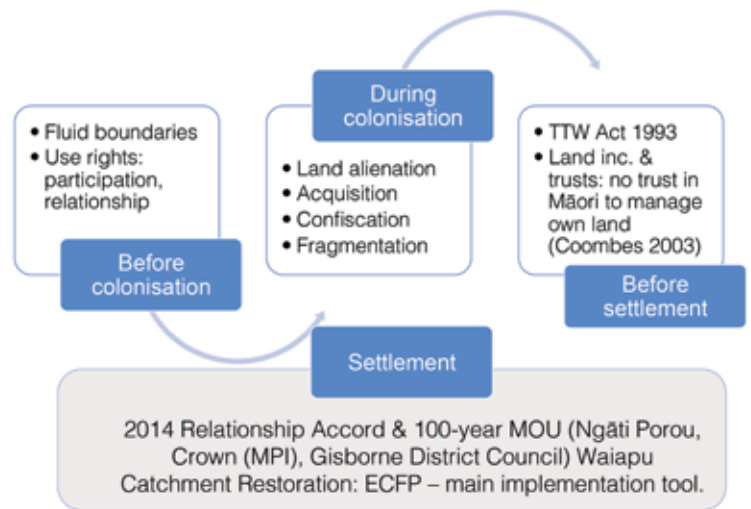 • Fluid boundaries
• Use rights:
participation,
relationship
Before
colonisation
During
colonisation
• Land alienation
• Acquisition
• Confiscation
• Fragmentation
• TTW Act 1993
• Land inc. &
trusts: no trust in
Māori to manage
own land
(Coombes 2003)
Before
settlement
Settlement
2014 Relationship Accord & 100-year MOU (Ngāti Porou,
Crown (MPI), Gisborne District Council) Waiapu
Catchment Restoration: ECFP – main implementation tool.